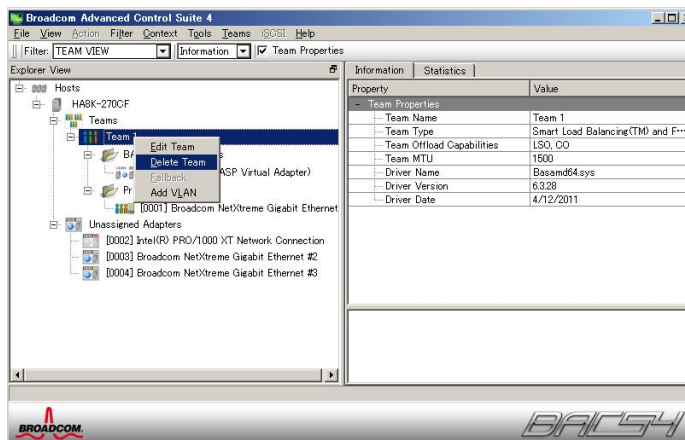 Broadcom Advanced Control Suite 4
File View Action Filter Context Tools Teams iSCSI Help
Filter: TEAM VIEW Information Team Properties
Explorer View
Information Statistics
Hosts
HA8K-270CF
Teams
Team 1
Edit Team
Delete Team
Fallback
Add VLAN
BA
ASP Virtual Adapter)
Pr
[0001] Broadcom NetXtreme Gigabit Ethernet
Unassigned Adapters
[0002] Intel(R) PRO/1000 XT Network Connection
[0003] Broadcom NetXtreme Gigabit Ethernet #2
[0004] Broadcom NetXtreme Gigabit Ethernet #3
Property Value
Team Properties
Team Name Team 1
Team Type Smart Load Balancing(TM) and F···
Team Offload Capabilities LSO, CO
Team MTU 1500
Driver Name Basamd64.sys
Driver Version 6.3.28
Driver Date 4/12/2011
BROADCOM.
BACS4